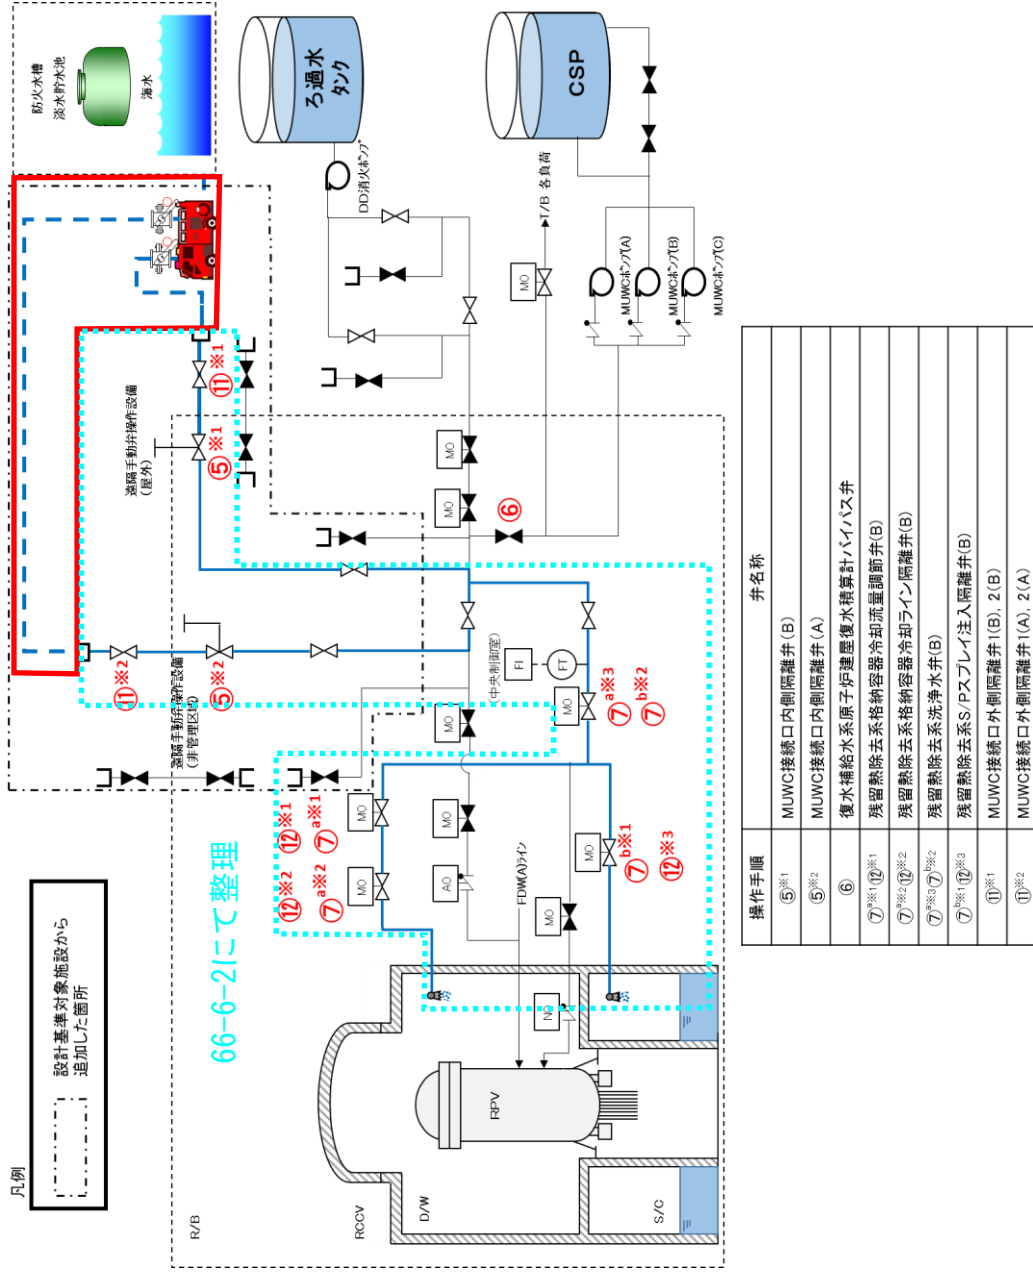 防火水槽
淡水貯水池
海水
ろ過水
タンク
CSP
DD消火ポンプ
T/B 各負荷
MO
MUWCポンプ(A)
MUWCポンプ(B)
MUWCポンプ(C)
⑪※1
⑤※1
遠隔手動弁操作設備
(屋外)
MO
MO
⑥
⑪※2
⑤※2
遠隔手動弁操作設備
(非管理区域)
(中央制御室)
FI
FT
MO
⑦a※3
⑦b※2
MO
⑫※1
⑦a※1
⑫※2
⑦a※2
MO
MO
MO
AO
MO
⑦b※1
⑫※3
FDW(A)ライン
MO
NO
66-6-2にて整理
RPV
R/B
RCCV
D/W
S/C
凡例
設計基準対象施設から
追加した箇所
操作手順 弁名称
⑤※1 MUWC接続口内側隔離弁(B)
⑤※2 MUWC接続口内側隔離弁(A)
⑥ 復水補給水系原子炉建屋復水積算計バイパス弁
⑦a※1⑫※1 残留熱除去系格納容器冷却流量調節弁(B)
⑦a※2⑫※2 残留熱除去系格納容器冷却ライン隔離弁(B)
⑦a※3⑦b※2 残留熱除去系洗浄水弁(B)
⑦b※1⑫※3 残留熱除去系S/Pスプレイ注入隔離弁(B)
⑪※1 MUWC接続口外側隔離弁1(B), 2(B)
⑪※2 MUWC接続口外側隔離弁1(A), 2(A)